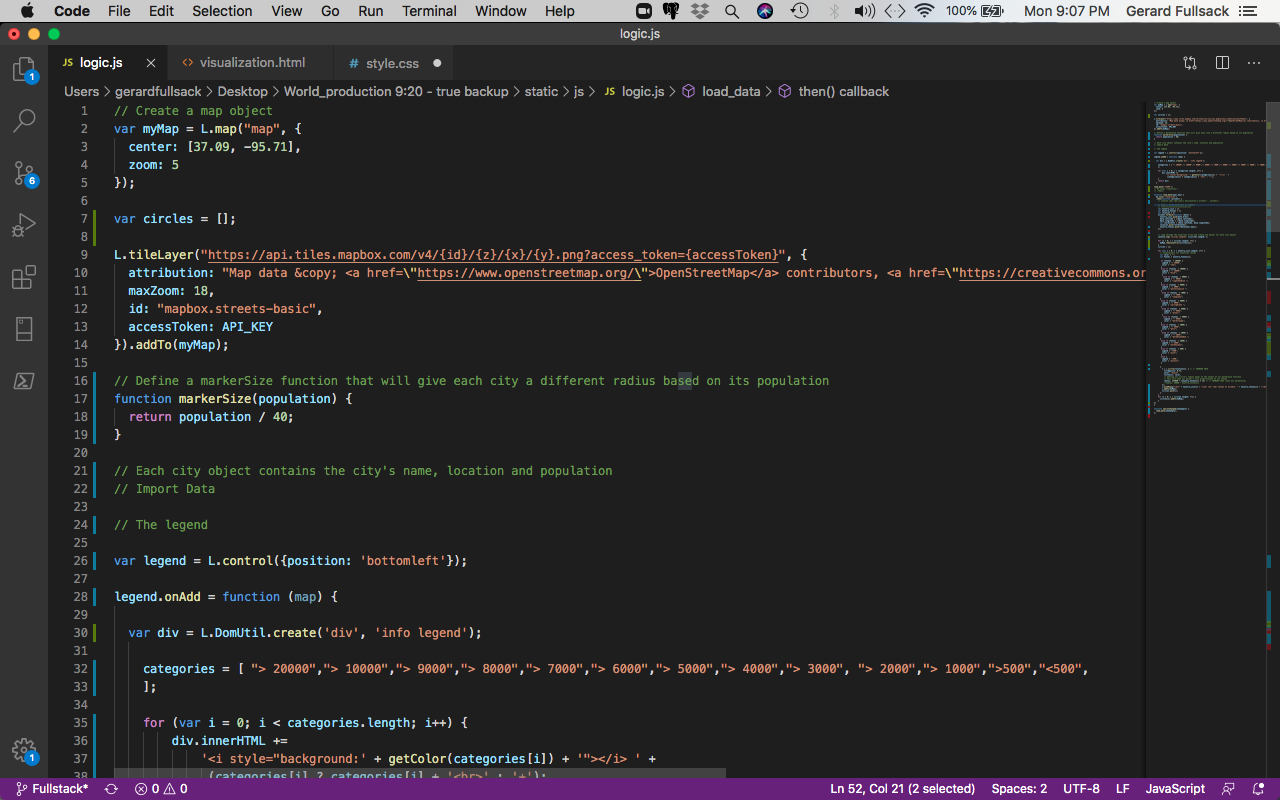 Code File Edit Selection View Go Run Terminal Window Help 100% Mon 9:07 PM Gerard Fullsack
logic.js
JS logic.js <> visualization.html # style.css
Users > gerardfullsack > Desktop > World_production 9:20 - true backup > static > js > JS logic.js > load_data > then() callback
1 // Create a map object
2 var myMap = L.map("map", {
3 center: [37.09, -95.71],
4 zoom: 5
5 });
6
7 var circles = [];
8
9 L.tileLayer("https://api.tiles.mapbox.com/v4/{id}/{z}/{x}/{y}.png?access_token={accessToken}", {
10 attribution: "Map data &copy; <a href=\"https://www.openstreetmap.org/\">OpenStreetMap</a> contributors, <a href=\"https://creativecommons.or
11 maxZoom: 18,
12 id: "mapbox.streets-basic",
13 accessToken: API_KEY
14 }).addTo(myMap);
15
16 // Define a markerSize function that will give each city a different radius based on its population
17 function markerSize(population) {
18 return population / 40;
19 }
20
21 // Each city object contains the city's name, location and population
22 // Import Data
23
24 // The legend
25
26 var legend = L.control({position: 'bottomleft'});
27
28 legend.onAdd = function (map) {
29
30 var div = L.DomUtil.create('div', 'info legend');
31
32 categories = [ "> 20000","> 10000","> 9000","> 8000","> 7000","> 6000","> 5000","> 4000","> 3000", "> 2000","> 1000",">500","<500",
33 ];
34
35 for (var i = 0; i < categories.length; i++) {
36 div.innerHTML +=
37 '<i style="background:' + getColor(categories[i]) + '"></i> ' +
38 (categories[i] ? categories[i] + '<br>' : '+');
1
6
1
Fullstack* 0 0 Ln 52, Col 21 (2 selected) Spaces: 2 UTF-8 LF JavaScript